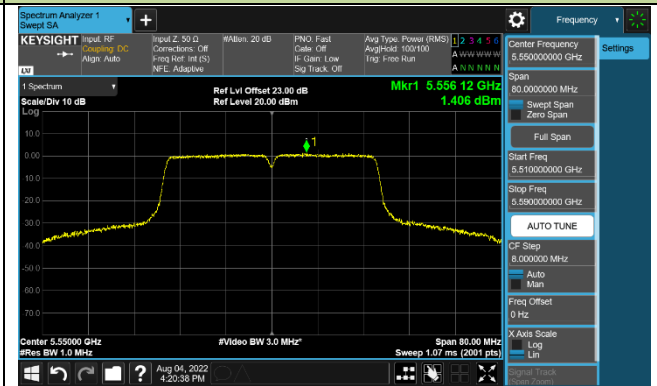 Spectrum Analyzer 1
Swept SA
+
Frequency
KEYSIGHT
Input: RF
Coupling: DC
Align: Auto
Input Z: 50 Ω
Corrections: Off
Freq Ref: Int (S)
NFE: Adaptive
#Atten: 20 dB
PNO: Fast
Gate: Off
IF Gain: Low
Sig Track: Off
Avg Type: Power (RMS)
Avg|Hold: 100/100
Trig: Free Run
1 2 3 4 5 6
A W W W W W
A N N N N N
LXI
1 Spectrum
Scale/Div 10 dB
Log
Ref Lvl Offset 23.00 dB
Ref Level 20.00 dBm
Mkr1 5.556 12 GHz
1.406 dBm
1
10.0
0.00
10.0
20.0
30.0
40.0
50.0
60.0
70.0
Center 5.55000 GHz
#Res BW 1.0 MHz
#Video BW 3.0 MHz*
Span 80.00 MHz
Sweep 1.07 ms (2001 pts)
Center Frequency
5.550000000 GHz
Settings
Span
80.0000000 MHz
Swept Span
Zero Span
Full Span
Start Freq
5.510000000 GHz
Stop Freq
5.590000000 GHz
AUTO TUNE
CF Step
8.000000 MHz
Auto
Man
Freq Offset
0 Hz
X Axis Scale
Log
Lin
Signal Track
(Span Zoom)
?
Aug 04, 2022
4:20:38 PM